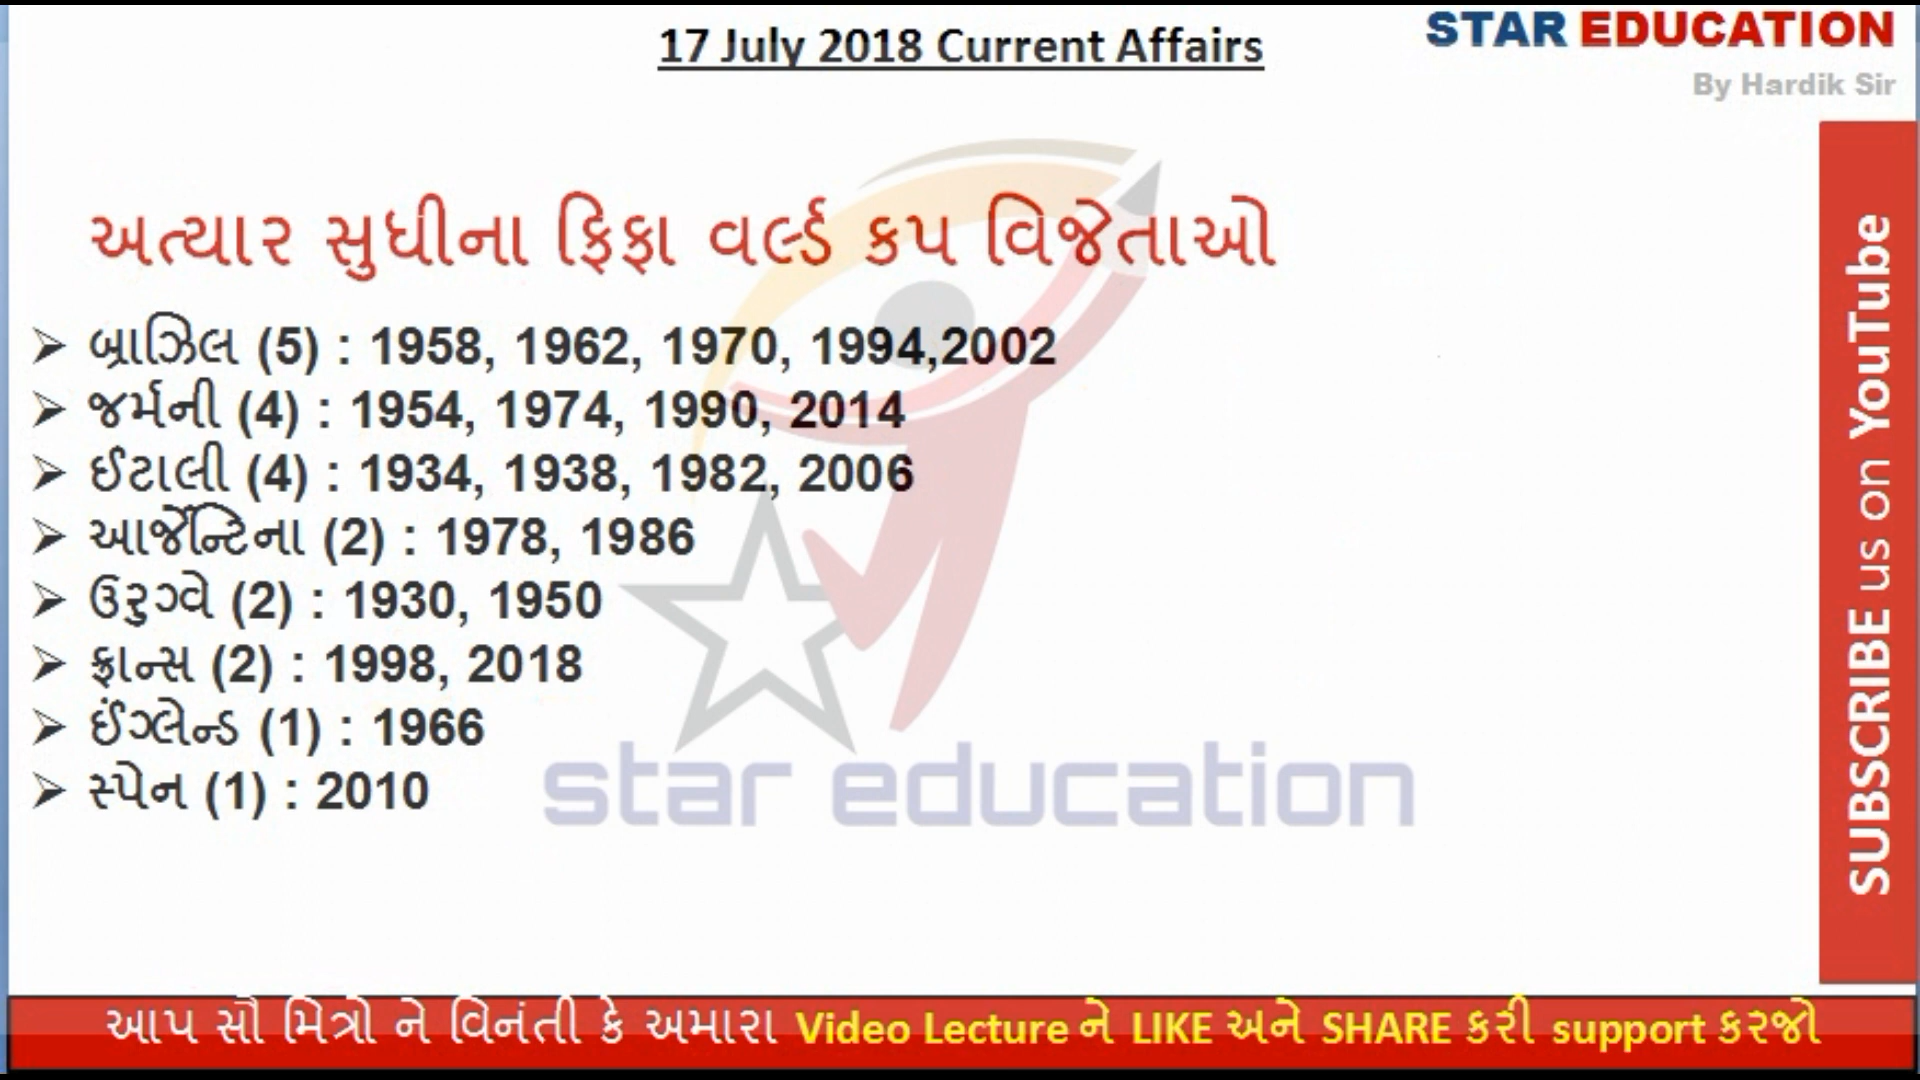 17 July 2018 Current Affairs
STAR EDUCATION
By Hardik Sir
અત્યાર સુધીના ફિફા વર્લ્ડ કપ વિજેતાઓ
➢ બ્રાઝિલ (5) : 1958, 1962, 1970, 1994,2002
➢ જર્મની (4) : 1954, 1974, 1990, 2014
➢ ઈટાલી (4) : 1934, 1938, 1982, 2006
➢ આર્જેન્ટિના (2) : 1978, 1986
➢ ઉરુગ્વે (2) : 1930, 1950
➢ ફ્રાન્સ (2) : 1998, 2018
➢ ઈંગ્લેન્ડ (1) : 1966
➢ સ્પેન (1) : 2010
star education
SUBSCRIBE us on YouTube
આપ સૌ મિત્રો ને વિનંતી કે અમારા Video Lecture ને LIKE અને SHARE કરી support કરજો